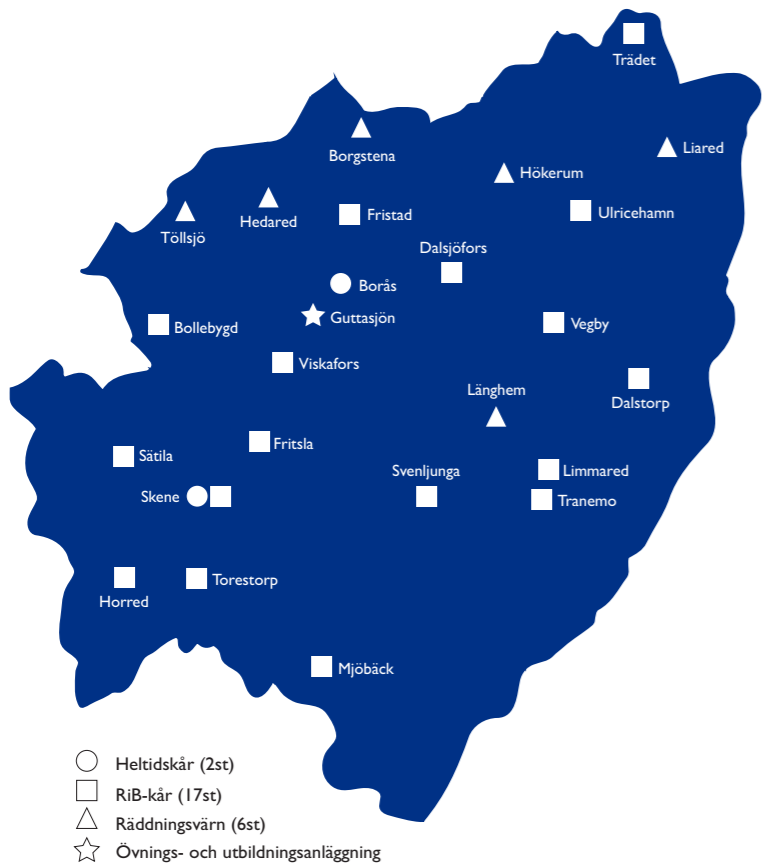 Trädet
Liared
Borgstena
Hökerum
Hedared
Fristad
Ulricehamn
Töllsjö
Dalsjöfors
Borås
Guttasjön
Bollebygd
Vegby
Viskafors
Länghem
Dalstorp
Fritsla
Sätila
Svenljunga
Limmared
Skene
Tranemo
Torestorp
Horred
Mjöbäck
Heltidskår (2st)
RiB-kår (17st)
Räddningsvärn (6st)
Övnings- och utbildningsanläggning